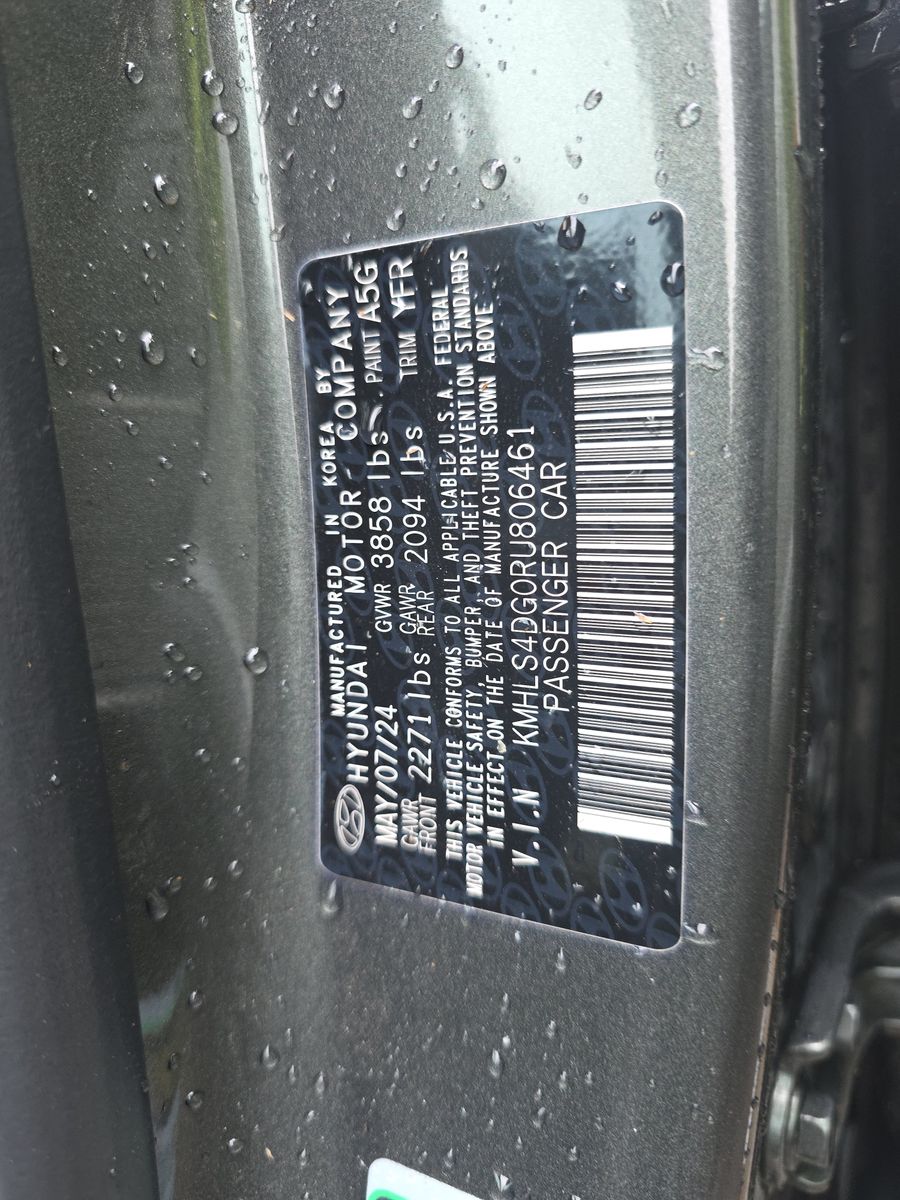 MANUFACTURED IN KOREA BY
HYUNDAI MOTOR COMPANY
MAY/07/24 GVWR 3858 lbs PAINT A5G
GAWR FRONT 2271 lbs GAWR REAR 2094 lbs TRIM YFR
THIS VEHICLE CONFORMS TO ALL APPLICABLE U.S.A. FEDERAL
MOTOR VEHICLE SAFETY, BUMPER, AND THEFT PREVENTION STANDARDS
IN EFFECT ON THE DATE OF MANUFACTURE SHOWN ABOVE
V.I.N KMHLS4DG0RU806461
PASSENGER CAR